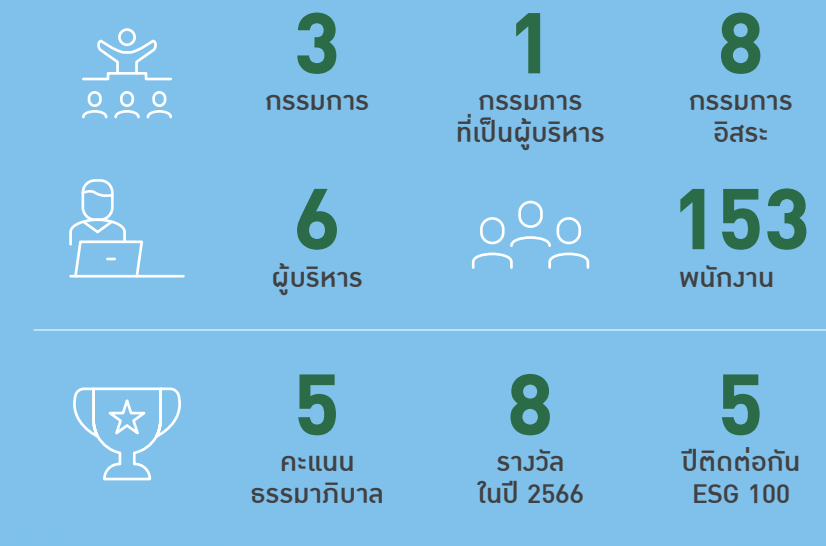 3
กรรมการ
1
กรรมการ
ที่เป็นผู้บริหาร
8
กรรมการ
อิสระ
6
ผู้บริหาร
153
พนักงาน
5
คะแนน
ธรรมาภิบาล
8
รางวัล
ในปี 2566
5
ปีติดต่อกัน
ESG 100